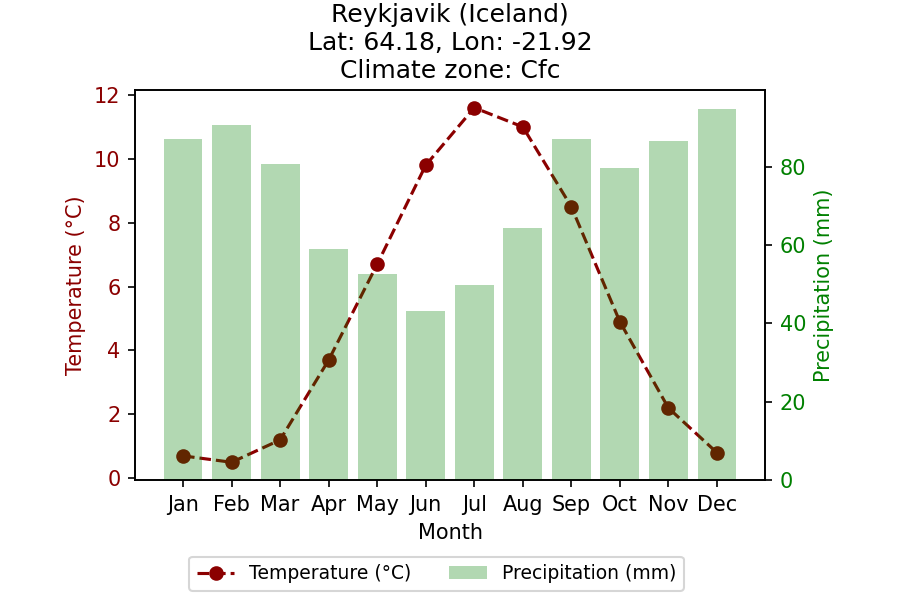 Reykjavik (Iceland)
Lat: 64.18, Lon: -21.92
Climate zone: Cfc
12
10
8
6
4
2
0
Temperature (°C)
80
60
40
20
0
Precipitation (mm)
Jan Feb Mar Apr May Jun Jul Aug Sep Oct Nov Dec
Month
Temperature (°C) Precipitation (mm)